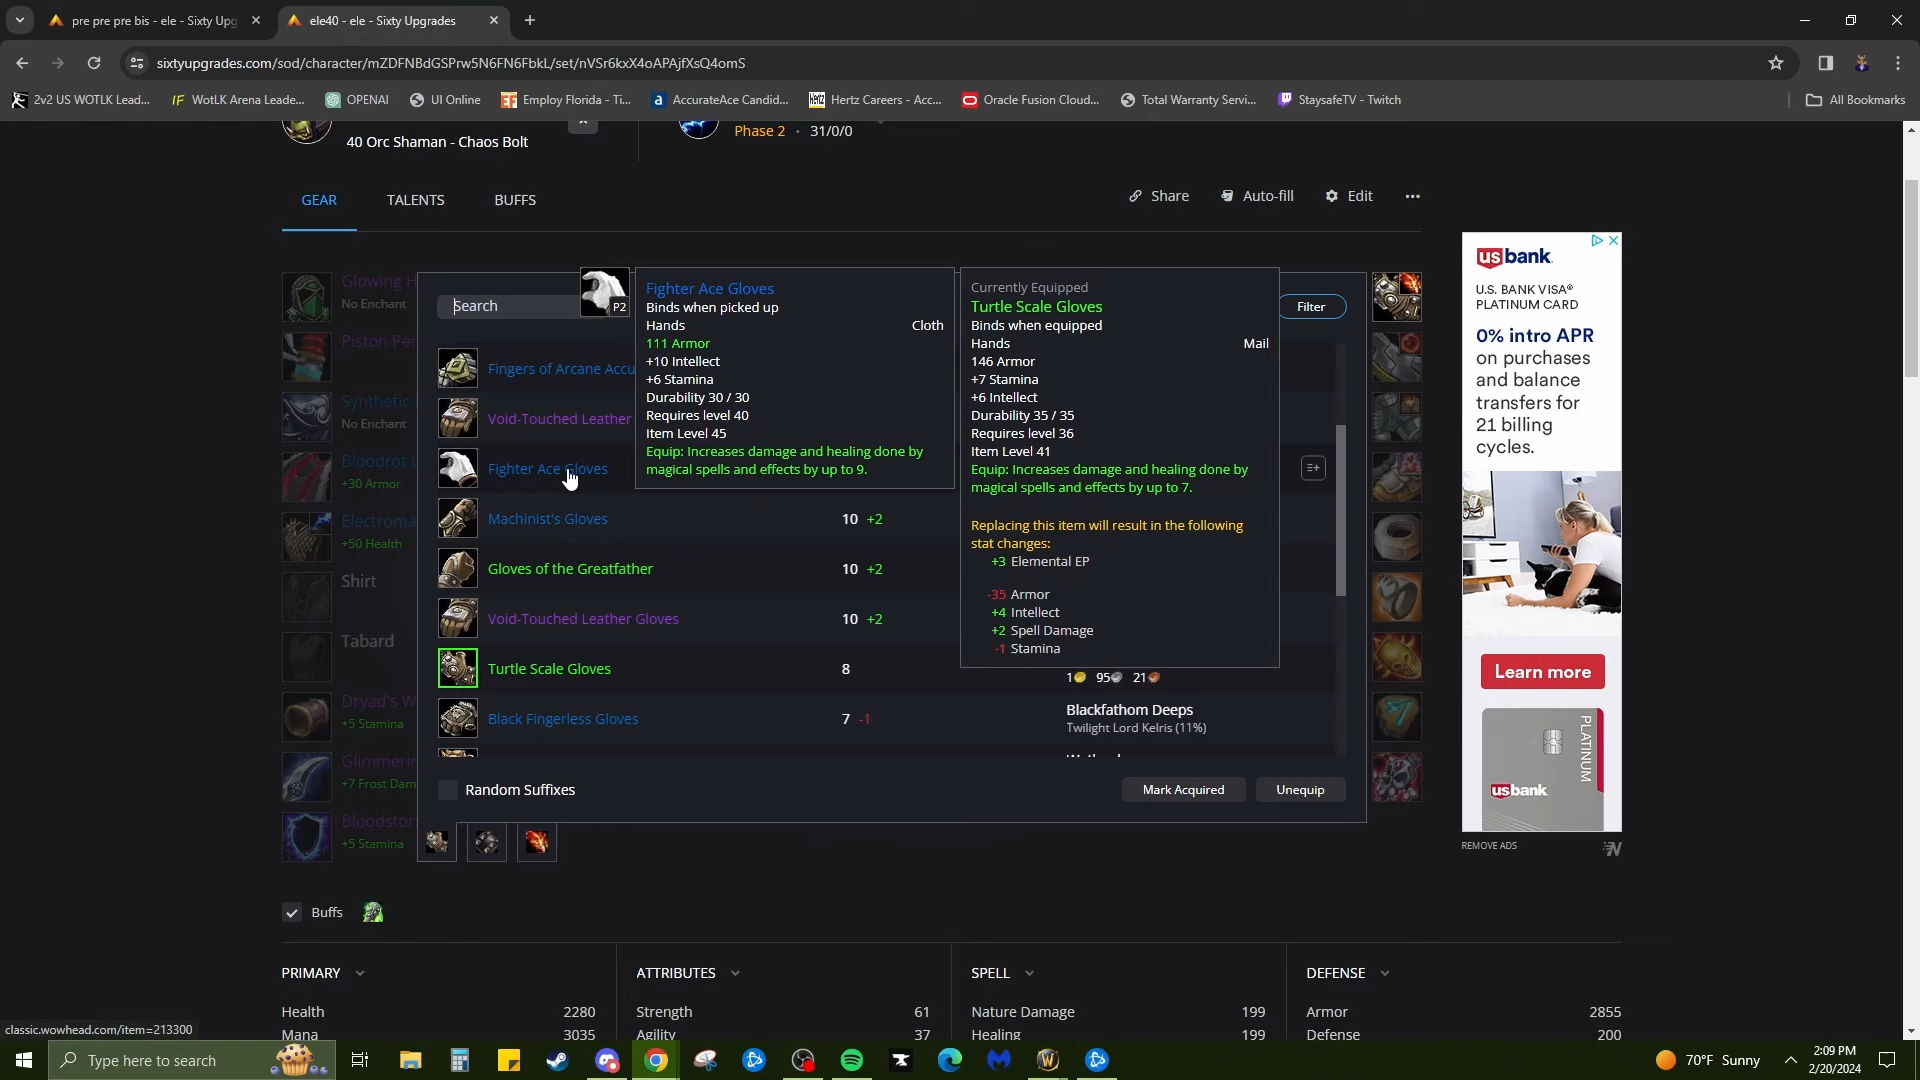 pre pre pre bis - ele - Sixty Upg
ele40 - ele - Sixty Upgrades
sixtyupgrades.com/sod/character/mZDFNBdGSPrw5N6FN6FbkL/set/nVSr6kxX4oAPAjfXsQ4omS
2v2 US WOTLK Lead...
WotLK Arena Leade...
OPENAI
UI Online
Employ Florida - Ti...
AccurateAce Candid...
Hertz Careers - Acc...
Oracle Fusion Cloud...
Total Warranty Servi...
StaysafeTV - Twitch
All Bookmarks
40 Orc Shaman - Chaos Bolt
Phase 2 · 31/0/0
GEAR
TALENTS
BUFFS
Share
Auto-fill
Edit
Glowing H
No Enchant
Piston Per
Synthetic
No Enchant
Bloodrot
+30 Armor
Electroma
+50 Health
Shirt
Tabard
Dryad's W
+5 Stamina
Glimmerin
+7 Frost Dam
Bloodstor
+5 Stamina
Search
P2
Filter
Fingers of Arcane Accu
Void-Touched Leather
Fighter Ace Gloves
Machinist's Gloves
10 +2
Gloves of the Greatfather
10 +2
Void-Touched Leather Gloves
10 +2
Turtle Scale Gloves
8
1 95 21
Black Fingerless Gloves
7 -1
Blackfathom Deeps
Twilight Lord Kelris (11%)
Random Suffixes
Mark Acquired
Unequip
Fighter Ace Gloves
Binds when picked up
Hands
Cloth
111 Armor
+10 Intellect
+6 Stamina
Durability 30 / 30
Requires level 40
Item Level 45
Equip: Increases damage and healing done by
magical spells and effects by up to 9.
Currently Equipped
Turtle Scale Gloves
Binds when equipped
Hands
Mail
146 Armor
+7 Stamina
+6 Intellect
Durability 35 / 35
Requires level 36
Item Level 41
Equip: Increases damage and healing done by
magical spells and effects by up to 7.
Replacing this item will result in the following
stat changes:
+3 Elemental EP
-35 Armor
+4 Intellect
+2 Spell Damage
-1 Stamina
usbank
U.S. BANK VISA®
PLATINUM CARD
0% intro APR
on purchases
and balance
transfers for
21 billing
cycles.
Learn more
PLATINUM
usbank
REMOVE ADS
Buffs
PRIMARY
Health
2280
Mana
3035
ATTRIBUTES
Strength
61
Agility
37
SPELL
Nature Damage
199
Healing
199
DEFENSE
Armor
2855
Defense
200
classic.wowhead.com/item=213300
Type here to search
70°F Sunny
2:09 PM
2/20/2024